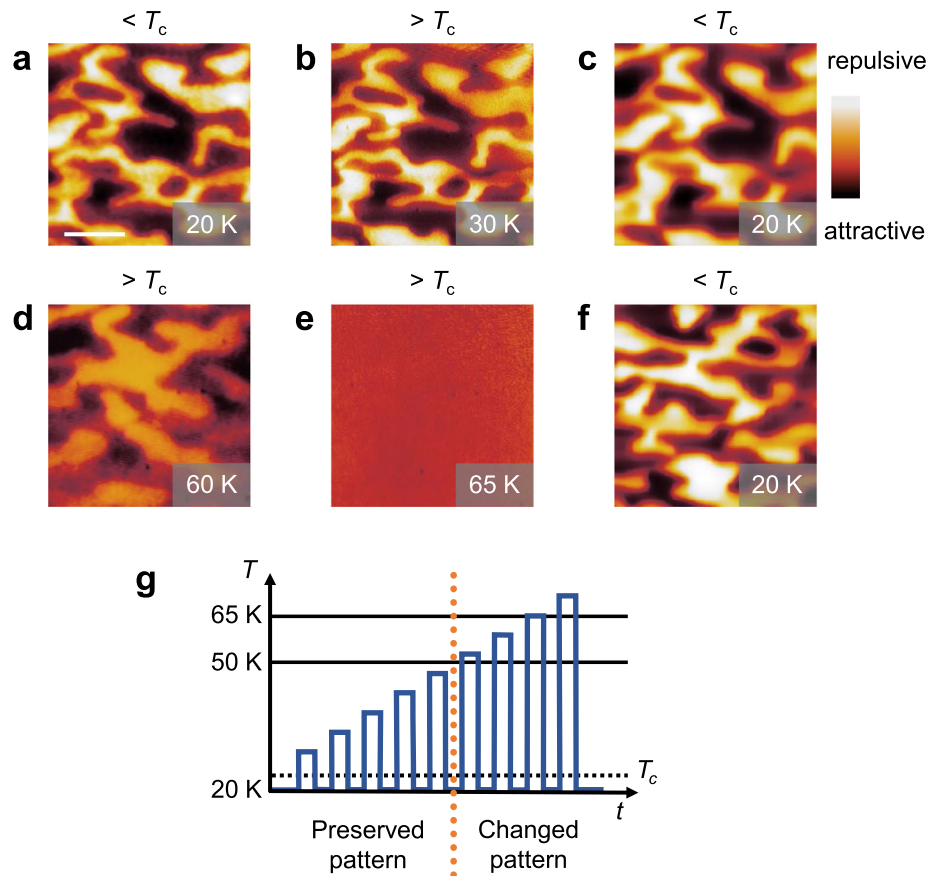 < Tc
> Tc
< Tc
a
b
c
repulsive
attractive
20 K
30 K
20 K
> Tc
> Tc
< Tc
d
e
f
60 K
65 K
20 K
g
T
65 K
50 K
Tc
20 K
t
Preserved
pattern
Changed
pattern